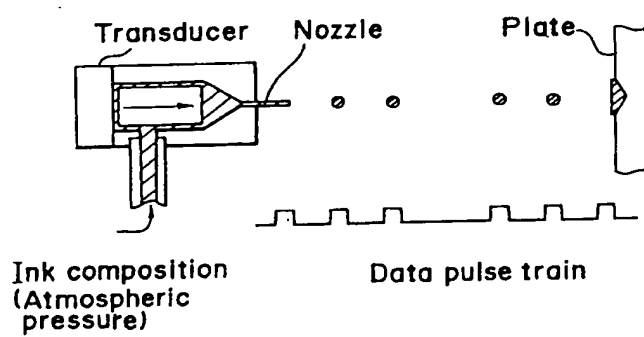 Transducer
Nozzle
Plate
Ink composition
(Atmospheric
pressure)
Data pulse train